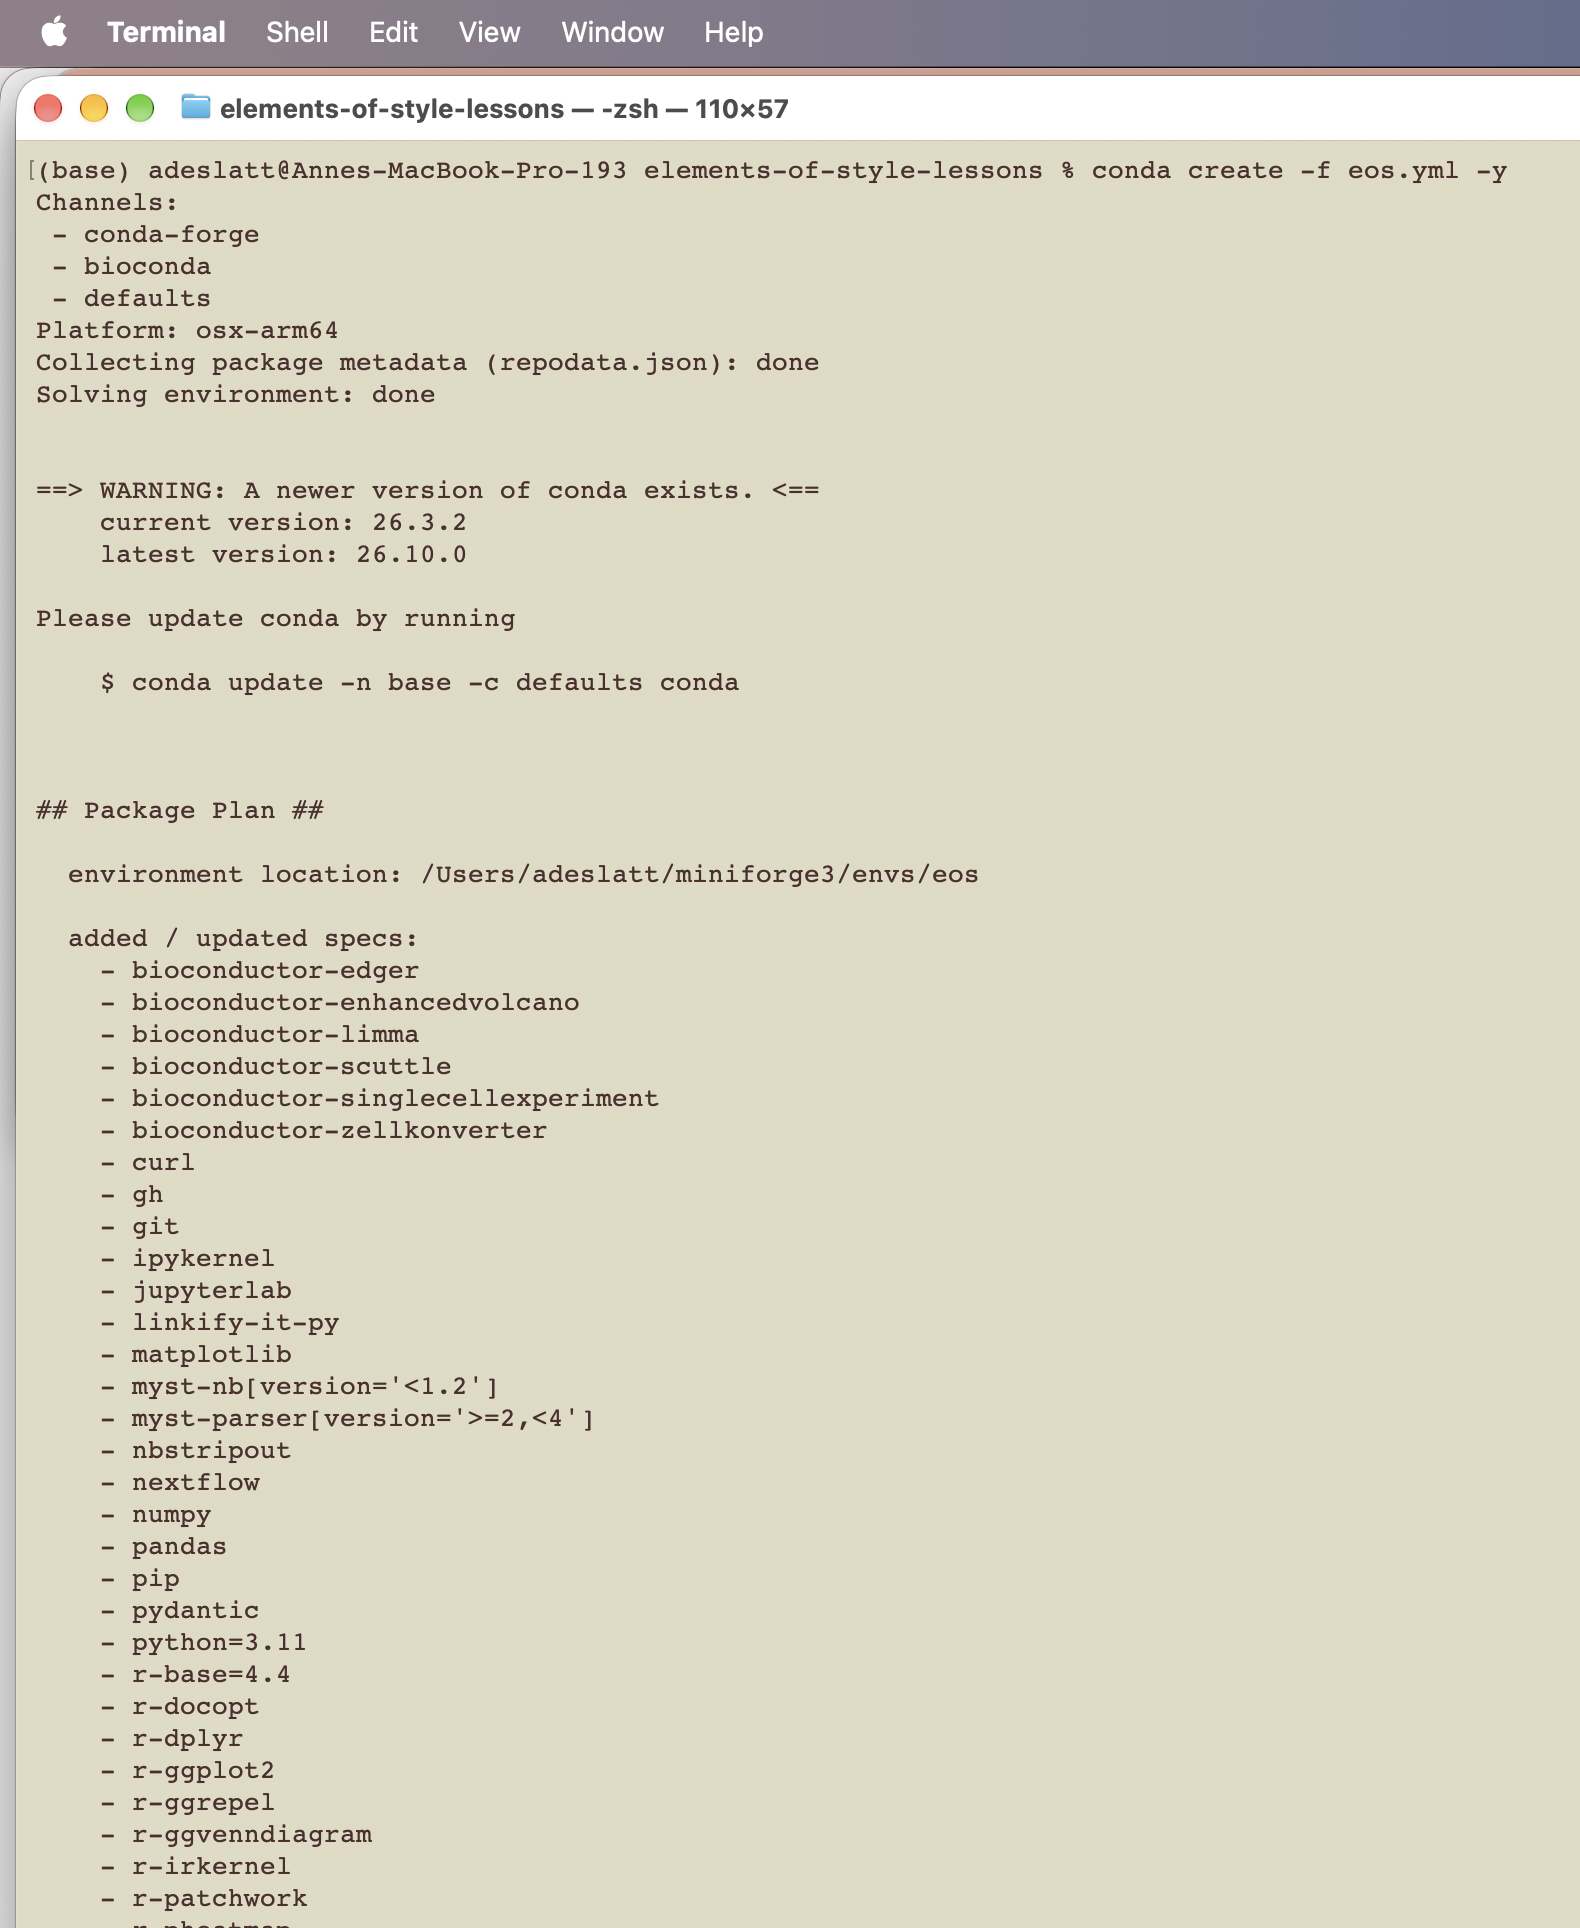 Terminal Shell Edit View Window Help
elements-of-style-lessons — -zsh — 110×57
[(base) adeslatt@Annes-MacBook-Pro-193 elements-of-style-lessons % conda create -f eos.yml -y
Channels:
 - conda-forge
 - bioconda
 - defaults
Platform: osx-arm64
Collecting package metadata (repodata.json): done
Solving environment: done
==> WARNING: A newer version of conda exists. <==
    current version: 26.3.2
    latest version: 26.10.0
Please update conda by running
    $ conda update -n base -c defaults conda
## Package Plan ##
  environment location: /Users/adeslatt/miniforge3/envs/eos
  added / updated specs:
    - bioconductor-edger
    - bioconductor-enhancedvolcano
    - bioconductor-limma
    - bioconductor-scuttle
    - bioconductor-singlecellexperiment
    - bioconductor-zellkonverter
    - curl
    - gh
    - git
    - ipykernel
    - jupyterlab
    - linkify-it-py
    - matplotlib
    - myst-nb[version='<1.2']
    - myst-parser[version='>=2,<4']
    - nbstripout
    - nextflow
    - numpy
    - pandas
    - pip
    - pydantic
    - python=3.11
    - r-base=4.4
    - r-docopt
    - r-dplyr
    - r-ggplot2
    - r-ggrepel
    - r-ggvenndiagram
    - r-irkernel
    - r-patchwork